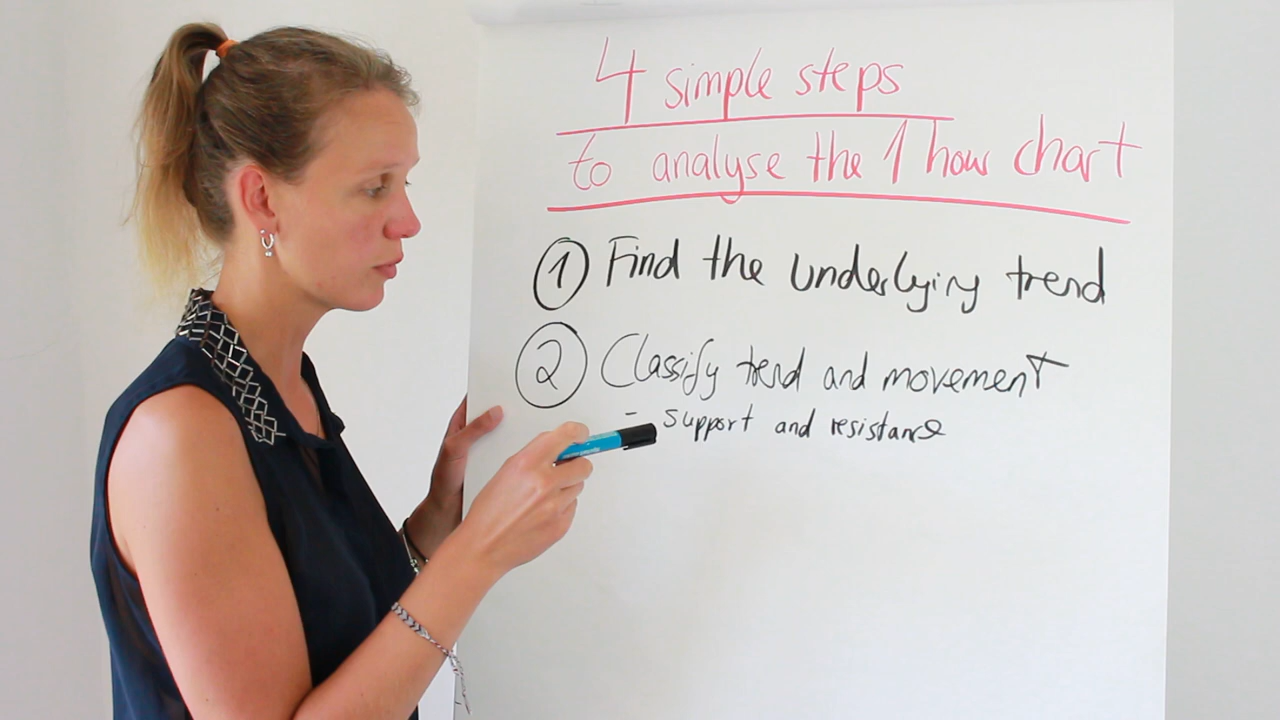 4 simple steps
to analyse the 1 hour chart
① Find the underlying trend
② Classify trend and movement
- support and resistance